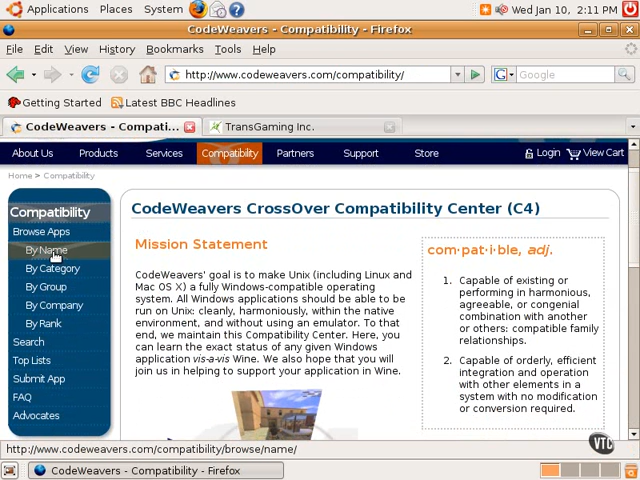 Applications Places System Wed Jan 10, 2:11 PM
CodeWeavers - Compatibility - Firefox
File Edit View History Bookmarks Tools Help
http://www.codeweavers.com/compatibility/ Google
Getting Started Latest BBC Headlines
CodeWeavers - Compati... TransGaming Inc.
About Us Products Services Compatibility Partners Support Store Login View Cart
Home > Compatibility
Compatibility
Browse Apps
By Name
By Category
By Group
By Company
By Rank
Search
Top Lists
Submit App
FAQ
Advocates
CodeWeavers CrossOver Compatibility Center (C4)
Mission Statement
CodeWeavers' goal is to make Unix (including Linux and
Mac OS X) a fully Windows-compatible operating
system. All Windows applications should be able to be
run on Unix: cleanly, harmoniously, within the native
environment, and without using an emulator. To that
end, we maintain this Compatibility Center. Here, you
can learn the exact status of any given Windows
application vis-a-vis Wine. We also hope that you will
join us in helping to support your application in Wine.
com·pat·i·ble, adj.
1. Capable of existing or
performing in harmonious,
agreeable, or congenial
combination with another
or others: compatible family
relationships.
2. Capable of orderly, efficient
integration and operation
with other elements in a
system with no modification
or conversion required.
VTC
http://www.codeweavers.com/compatibility/browse/name/
CodeWeavers - Compatibility - Firefox